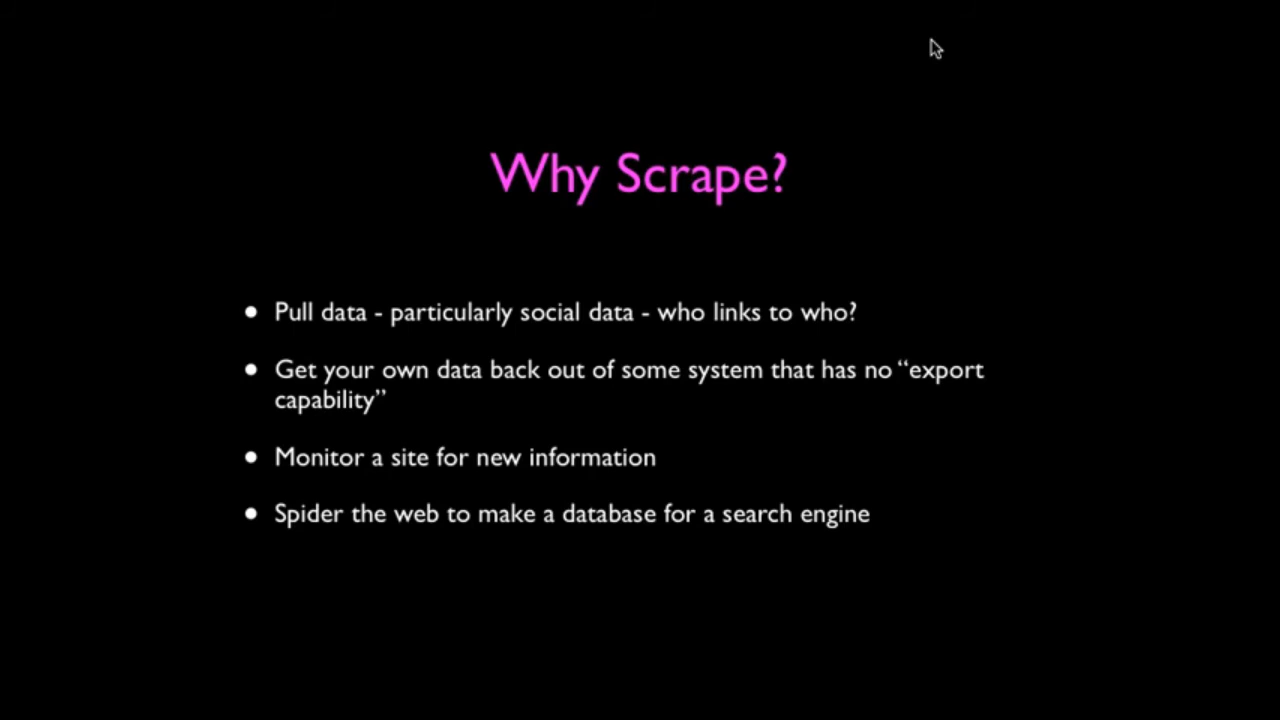 Why Scrape?
• Pull data - particularly social data - who links to who?
• Get your own data back out of some system that has no “export
capability”
• Monitor a site for new information
• Spider the web to make a database for a search engine